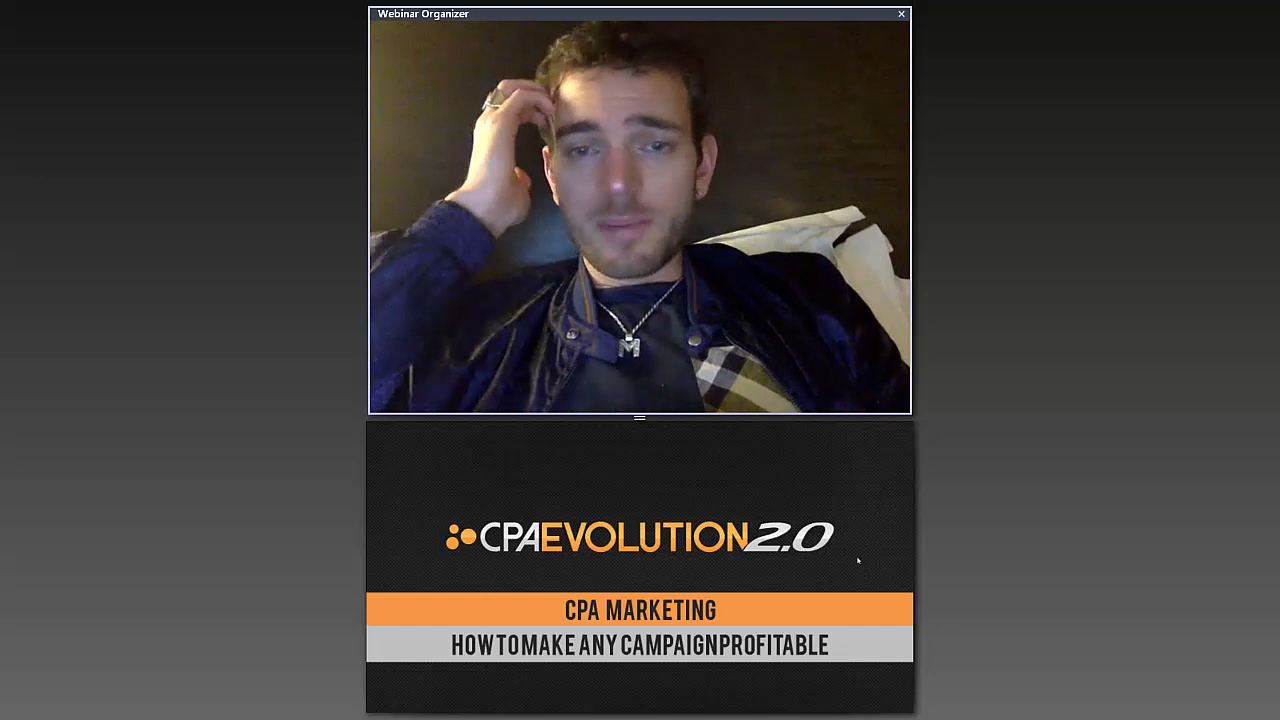 Webinar Organizer
M
CPAEVOLUTION2.0
CPA MARKETING
HOW TO MAKE ANY CAMPAIGN PROFITABLE